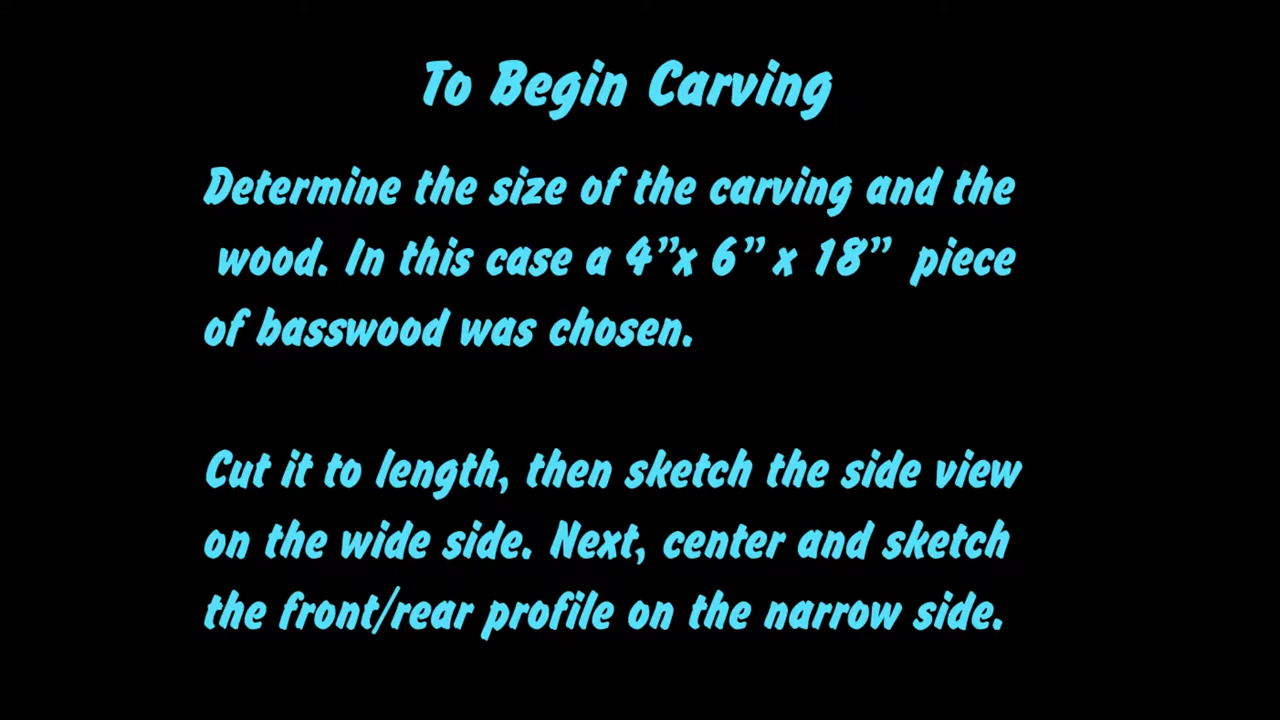 To Begin Carving
Determine the size of the carving and the
wood. In this case a 4”x 6” x 18” piece
of basswood was chosen.
Cut it to length, then sketch the side view
on the wide side. Next, center and sketch
the front/rear profile on the narrow side.